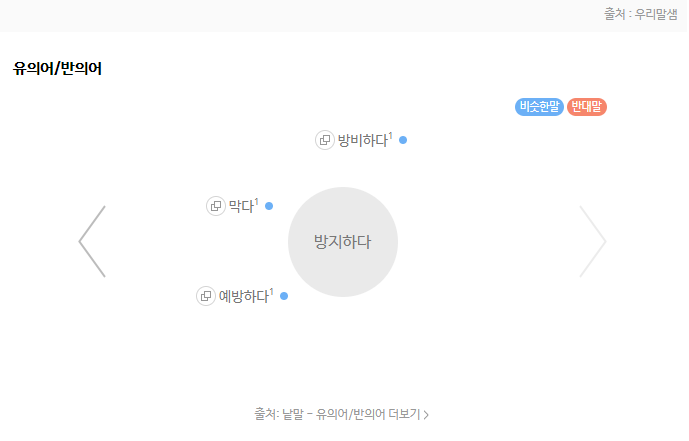 출처 : 우리말샘
유의어/반의어
비슷한말 반대말
방비하다1
막다1
방지하다
예방하다1
출처: 낱말 - 유의어/반의어 더보기 >